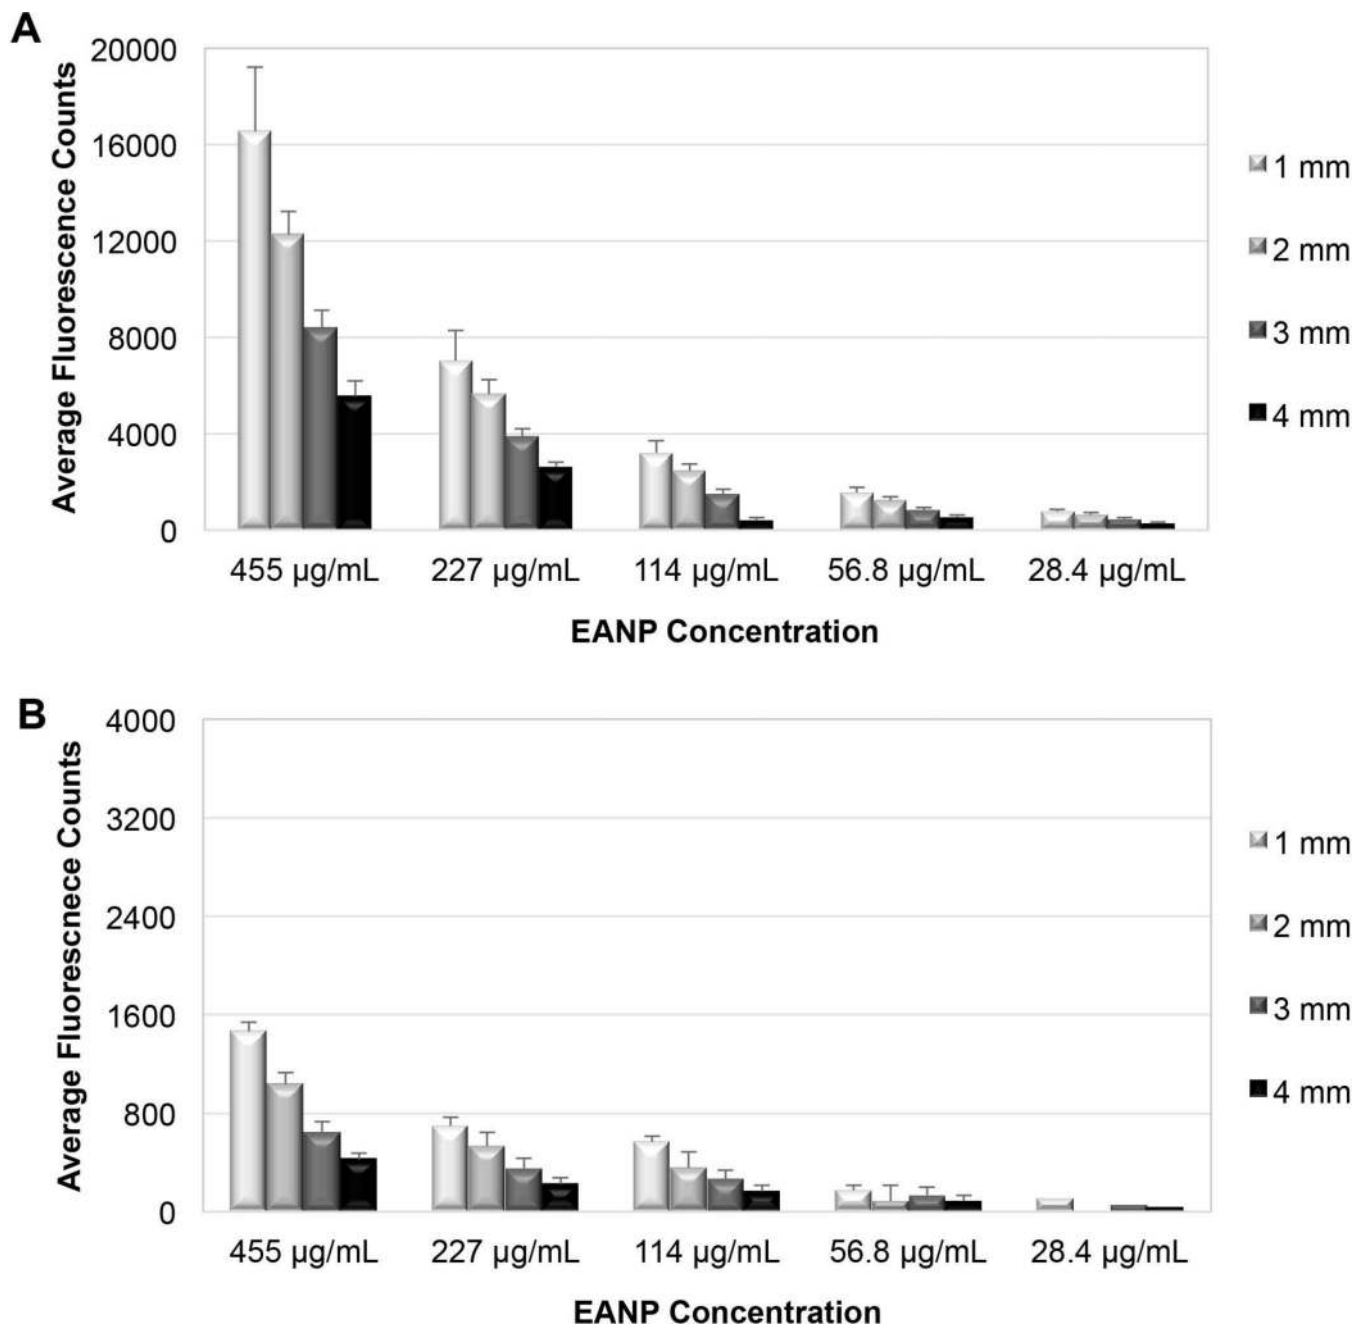 A
20000
16000
12000
8000
4000
0
Average Fluorescence Counts
455 µg/mL 227 µg/mL 114 µg/mL 56.8 µg/mL 28.4 µg/mL
EANP Concentration
1 mm
2 mm
3 mm
4 mm
B
4000
3200
2400
1600
800
0
Average Fluorescnece Counts
455 µg/mL 227 µg/mL 114 µg/mL 56.8 µg/mL 28.4 µg/mL
EANP Concentration
1 mm
2 mm
3 mm
4 mm